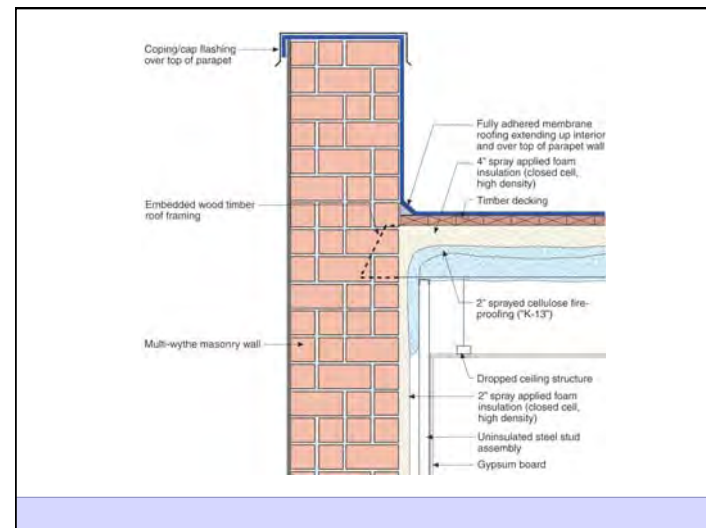 Coping/cap flashing
over top of parapet
Fully adhered membrane
roofing extending up interior
and over top of parapet wall
4" spray applied foam
insulation (closed cell,
high density)
Timber decking
Embedded wood timber
roof framing
2" sprayed cellulose fire-
proofing ("K-13")
Multi-wythe masonry wall
Dropped ceiling structure
2" spray applied foam
insulation (closed cell,
high density)
Uninsulated steel stud
assembly
Gypsum board